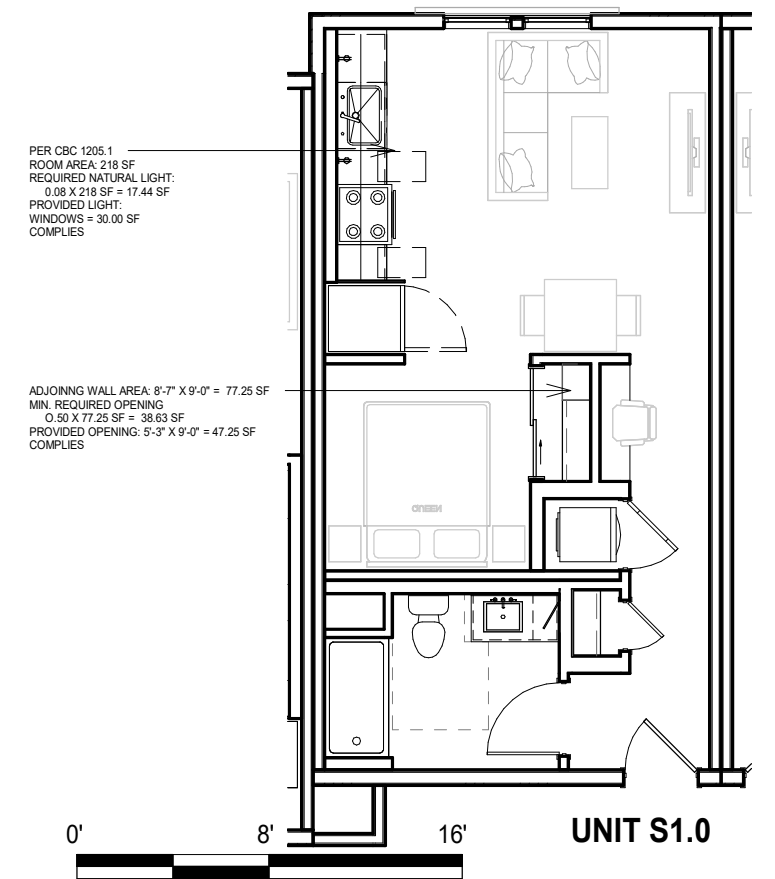 PER CBC 1205.1
ROOM AREA: 218 SF
REQUIRED NATURAL LIGHT:
0.08 X 218 SF = 17.44 SF
PROVIDED LIGHT:
WINDOWS = 30.00 SF
COMPLIES
ADJOINNG WALL AREA: 8'-7" X 9'-0" = 77.25 SF
MIN. REQUIRED OPENING
O.50 X 77.25 SF = 38.63 SF
PROVIDED OPENING: 5'-3" X 9'-0" = 47.25 SF
COMPLIES
QUEEN
0' 8' 16'
UNIT S1.0